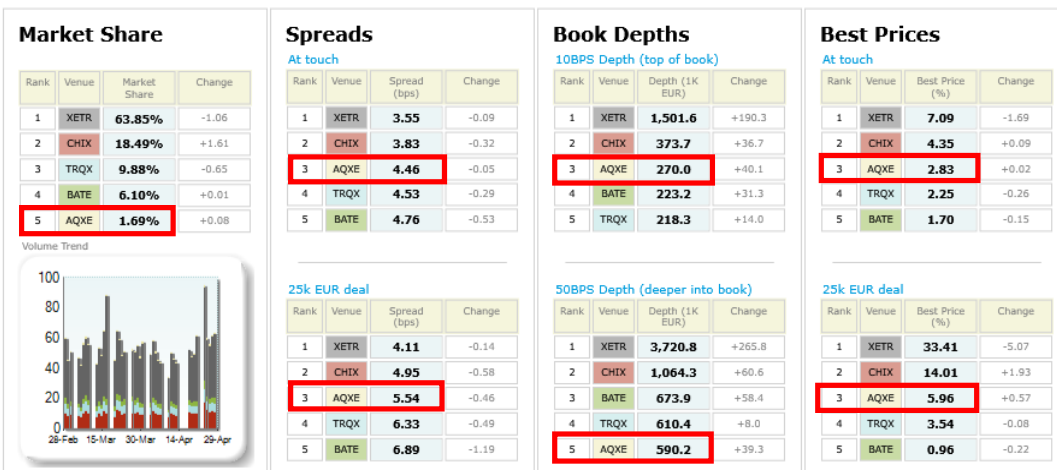 Market Share
Rank Venue Market Share Change
1 XETR 63.85% -1.06
2 CHIX 18.49% +1.61
3 TRQX 9.88% -0.65
4 BATE 6.10% +0.01
5 AQXE 1.69% +0.08
Volume Trend
100
80
60
40
20
0
28-Feb 15-Mar 30-Mar 14-Apr 29-Apr
Spreads
At touch
Rank Venue Spread (bps) Change
1 XETR 3.55 -0.09
2 CHIX 3.83 -0.32
3 AQXE 4.46 -0.05
4 TRQX 4.53 -0.29
5 BATE 4.76 -0.53
25k EUR deal
Rank Venue Spread (bps) Change
1 XETR 4.11 -0.14
2 CHIX 4.95 -0.58
3 AQXE 5.54 -0.46
4 TRQX 6.33 -0.49
5 BATE 6.89 -1.19
Book Depths
10BPS Depth (top of book)
Rank Venue Depth (1K EUR) Change
1 XETR 1,501.6 +190.3
2 CHIX 373.7 +36.7
3 AQXE 270.0 +40.1
4 BATE 223.2 +31.3
5 TRQX 218.3 +14.0
50BPS Depth (deeper into book)
Rank Venue Depth (1K EUR) Change
1 XETR 3,720.8 +265.8
2 CHIX 1,064.3 +60.6
3 BATE 673.9 +58.4
4 TRQX 610.4 +8.0
5 AQXE 590.2 +39.3
Best Prices
At touch
Rank Venue Best Price (%) Change
1 XETR 7.09 -1.69
2 CHIX 4.35 +0.09
3 AQXE 2.83 +0.02
4 TRQX 2.25 -0.26
5 BATE 1.70 -0.15
25k EUR deal
Rank Venue Best Price (%) Change
1 XETR 33.41 -5.07
2 CHIX 14.01 +1.93
3 AQXE 5.96 +0.57
4 TRQX 3.54 -0.08
5 BATE 0.96 -0.22